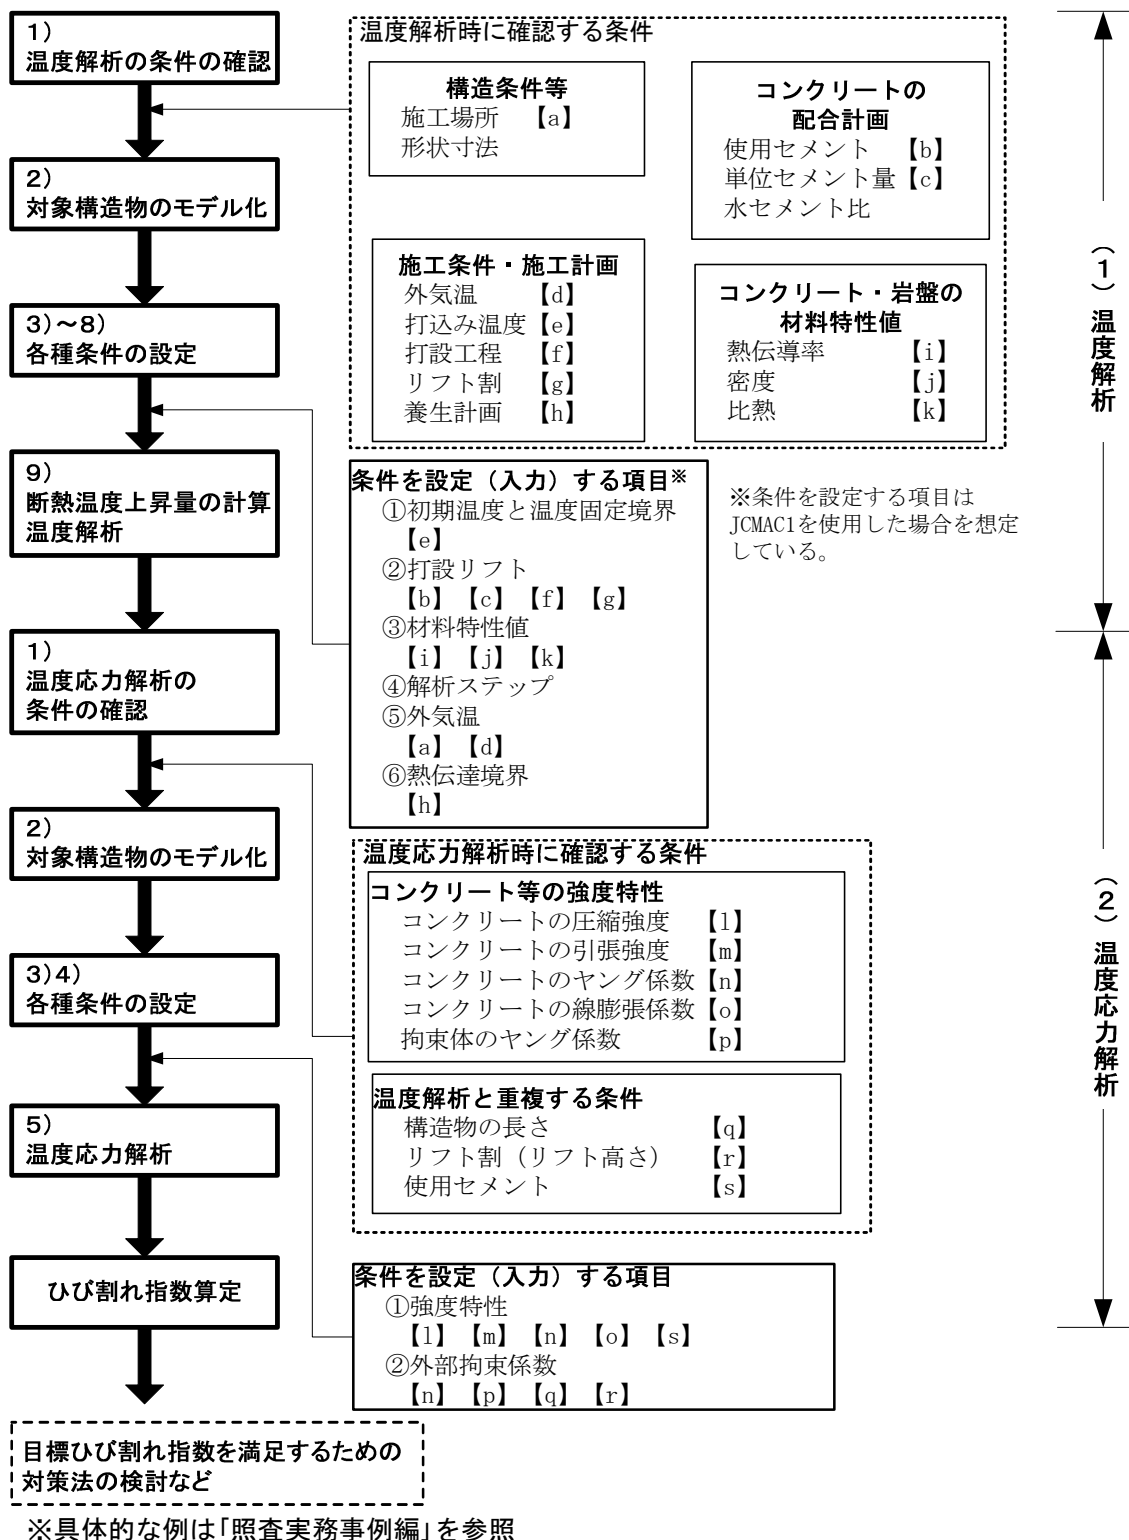 1)
温度解析の条件の確認
2)
対象構造物のモデル化
3)～8)
各種条件の設定
9)
断熱温度上昇量の計算
温度解析
1)
温度応力解析の
条件の確認
2)
対象構造物のモデル化
3)4)
各種条件の設定
5)
温度応力解析
ひび割れ指数算定
目標ひび割れ指数を満足するための
対策法の検討など
※具体的な例は「照査実務事例編」を参照
温度解析時に確認する条件
構造条件等
施工場所 【a】
形状寸法
コンクリートの
配合計画
使用セメント 【b】
単位セメント量【c】
水セメント比
施工条件・施工計画
外気温 【d】
打込み温度【e】
打設工程 【f】
リフト割 【g】
養生計画 【h】
コンクリート・岩盤の
材料特性値
熱伝導率 【i】
密度 【j】
比熱 【k】
条件を設定（入力）する項目※
①初期温度と温度固定境界
【e】
②打設リフト
【b】【c】【f】【g】
③材料特性値
【i】【j】【k】
④解析ステップ
⑤外気温
【a】【d】
⑥熱伝達境界
【h】
※条件を設定する項目は
JCMAC1を使用した場合を想定
している。
温度応力解析時に確認する条件
コンクリート等の強度特性
コンクリートの圧縮強度 【l】
コンクリートの引張強度 【m】
コンクリートのヤング係数【n】
コンクリートの線膨張係数【o】
拘束体のヤング係数 【p】
温度解析と重複する条件
構造物の長さ 【q】
リフト割（リフト高さ） 【r】
使用セメント 【s】
条件を設定（入力）する項目
①強度特性
【l】【m】【n】【o】【s】
②外部拘束係数
【n】【p】【q】【r】
（1）温度解析
（2）温度応力解析